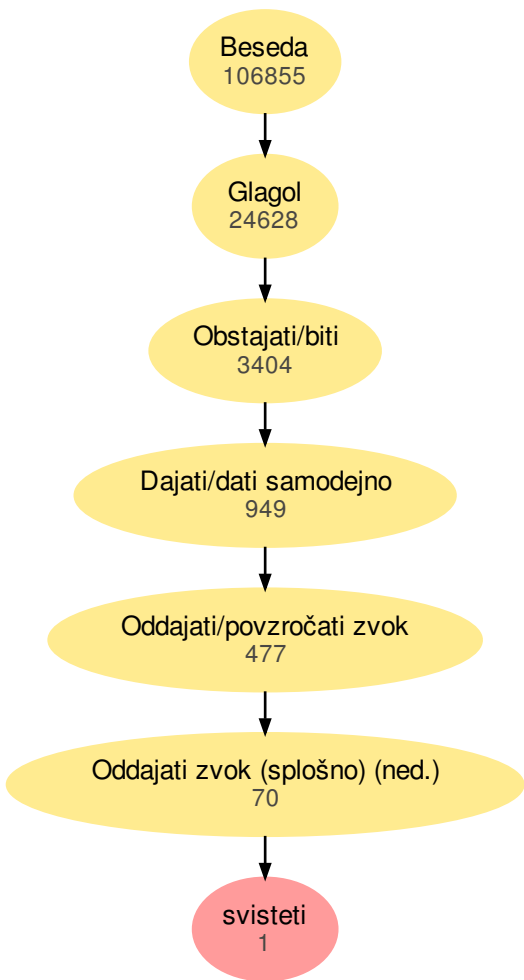 Beseda
106855
Glagol
24628
Obstajati/biti
3404
Dajati/dati samodejno
949
Oddajati/povzročati zvok
477
Oddajati zvok (splošno) (ned.)
70
svisteti
1